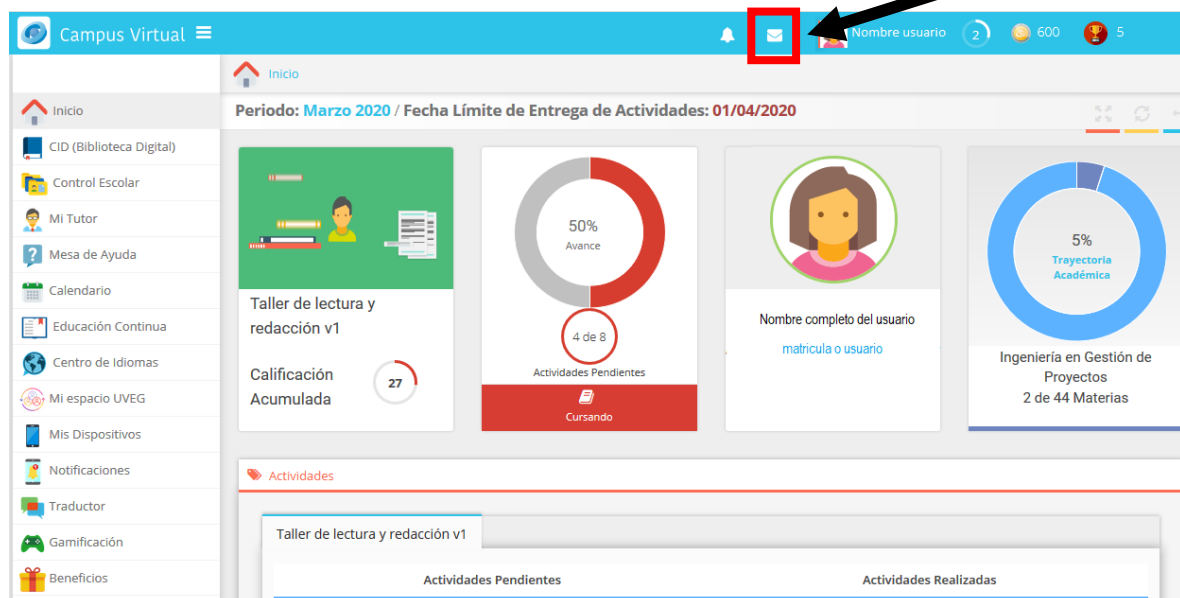 Campus Virtual
Nombre usuario
2
600
5
Inicio
Periodo: Marzo 2020 / Fecha Límite de Entrega de Actividades: 01/04/2020
Inicio
CID (Biblioteca Digital)
Control Escolar
Mi Tutor
Mesa de Ayuda
Calendario
Educación Continua
Centro de Idiomas
Mi espacio UVEG
Mis Dispositivos
Notificaciones
Traductor
Gamificación
Beneficios
Taller de lectura y
redacción v1
Calificación
Acumulada
27
50%
Avance
4 de 8
Actividades Pendientes
Cursando
Nombre completo del usuario
matricula o usuario
5%
Trayectoria
Académica
Ingeniería en Gestión de
Proyectos
2 de 44 Materias
Actividades
Taller de lectura y redacción v1
Actividades Pendientes
Actividades Realizadas